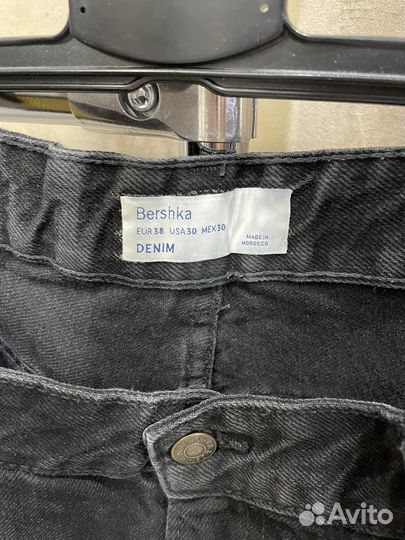 Bershka
EUR38 USA30 MEX30
DENIM
MADE IN
MOROCCO
Avito